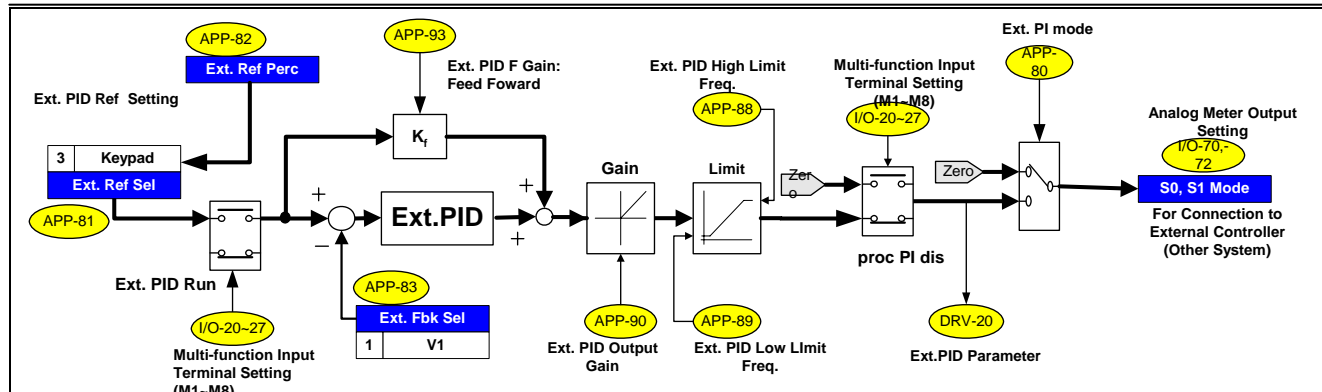 APP-82
Ext. Ref Perc
Ext. PID Ref Setting
3 Keypad
Ext. Ref Sel
APP-81
Ext. PID Run
I/O-20~27
Multi-function Input
Terminal Setting
(M1~M8)
APP-93
Ext. PID F Gain:
Feed Foward
Kf
+
−
Ext.PID
+
+
APP-83
Ext. Fbk Sel
1 V1
Gain
APP-90
Ext. PID Output
Gain
Ext. PID High Limit
Freq.
APP-88
Limit
APP-89
Ext. PID Low LImit
Freq.
Multi-function Input
Terminal Setting
(M1~M8)
I/O-20~27
Zero
proc PI dis
Zero
DRV-20
Ext.PID Parameter
Ext. PI mode
APP-
80
Analog Meter Output
Setting
I/O-70,-
72
S0, S1 Mode
For Connection to
External Controller
(Other System)